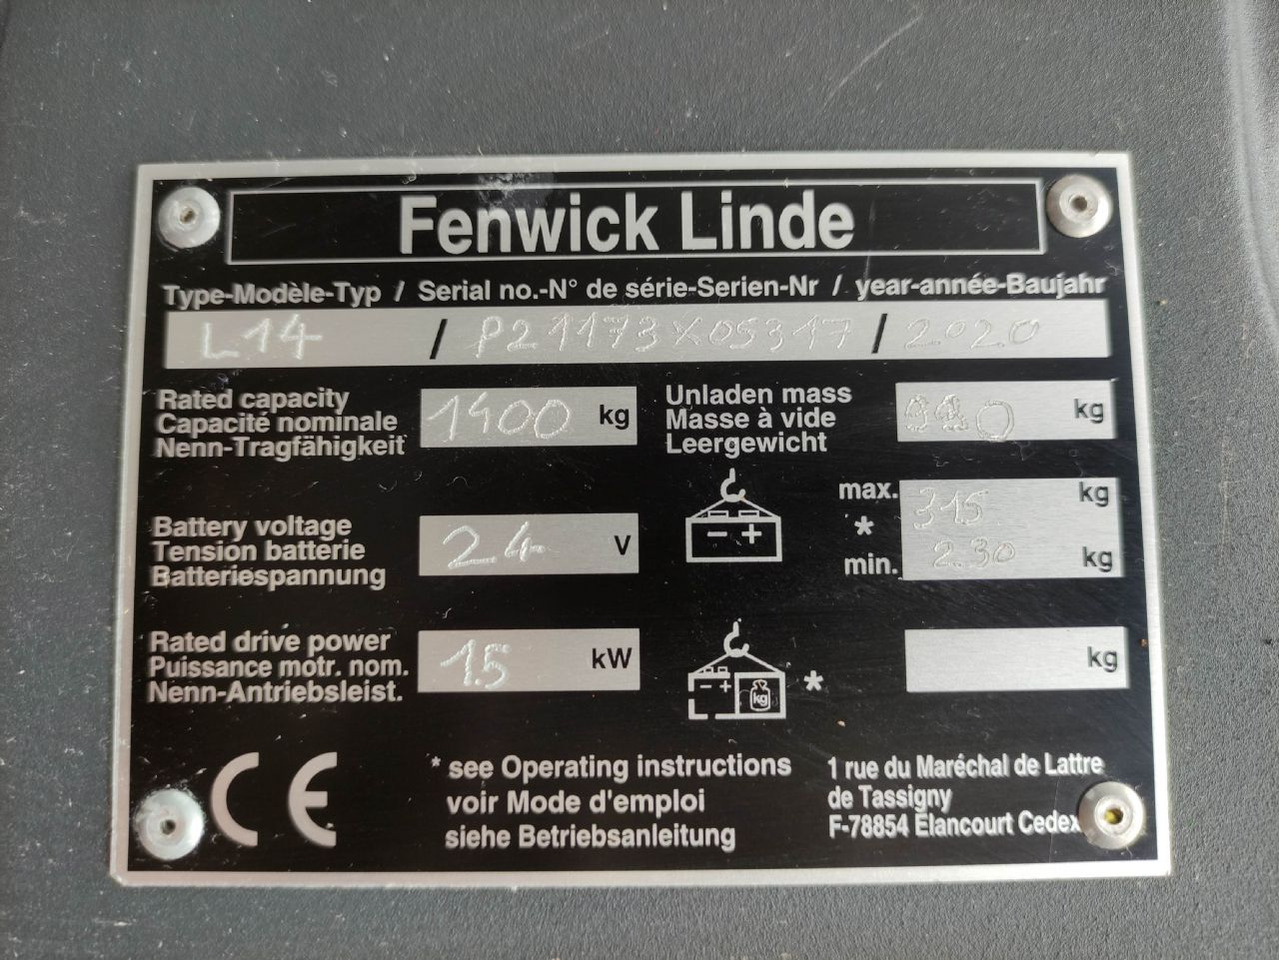 Fenwick Linde
Type-Modèle-Typ / Serial no.-N° de série-Serien-Nr / year-année-Baujahr
L14 / P21173X05317 / 2020
Rated capacity
Capacité nominale
Nenn-Tragfähigkeit
1400 kg
Unladen mass
Masse à vide
Leergewicht
kg
Battery voltage
Tension batterie
Batteriespannung
24 V
- +
max. 315 kg
*
min. 230 kg
Rated drive power
Puissance motr. nom.
Nenn-Antriebsleist.
1.5 kW
- + kg
*
kg
CE
* see Operating instructions
voir Mode d'emploi
siehe Betriebsanleitung
1 rue du Maréchal de Lattre
de Tassigny
F-78854 Elancourt Cedex